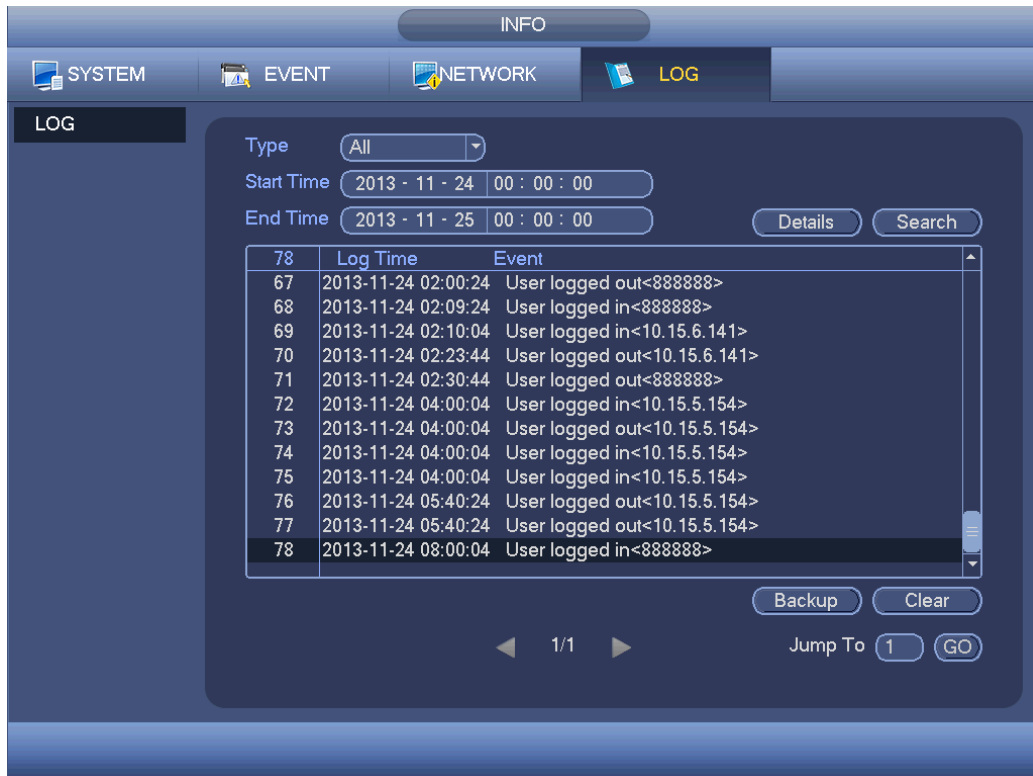 INFO
SYSTEM EVENT NETWORK LOG
LOG
Type All
Start Time 2013 - 11 - 24 00 : 00 : 00
End Time 2013 - 11 - 25 00 : 00 : 00
Details Search
78 Log Time Event
67 2013-11-24 02:00:24 User logged out<888888>
68 2013-11-24 02:09:24 User logged in<888888>
69 2013-11-24 02:10:04 User logged in<10.15.6.141>
70 2013-11-24 02:23:44 User logged out<10.15.6.141>
71 2013-11-24 02:30:44 User logged out<888888>
72 2013-11-24 04:00:04 User logged in<10.15.5.154>
73 2013-11-24 04:00:04 User logged out<10.15.5.154>
74 2013-11-24 04:00:04 User logged in<10.15.5.154>
75 2013-11-24 04:00:04 User logged in<10.15.5.154>
76 2013-11-24 05:40:24 User logged out<10.15.5.154>
77 2013-11-24 05:40:24 User logged out<10.15.5.154>
78 2013-11-24 08:00:04 User logged in<888888>
Backup Clear
1/1 Jump To 1 GO